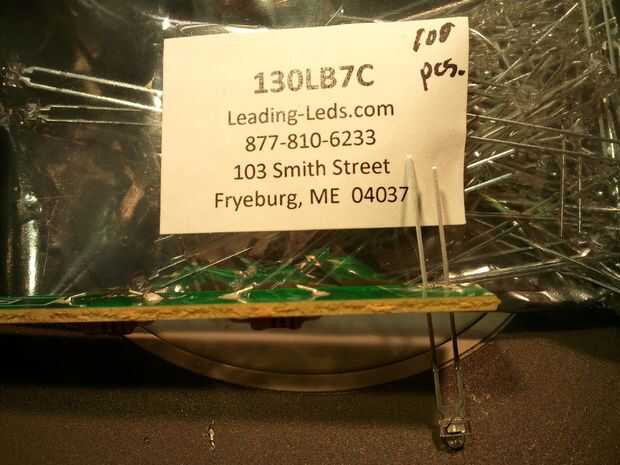 100
pcs.
130LB7C
Leading-Leds.com
877-810-6233
103 Smith Street
Fryeburg, ME 04037